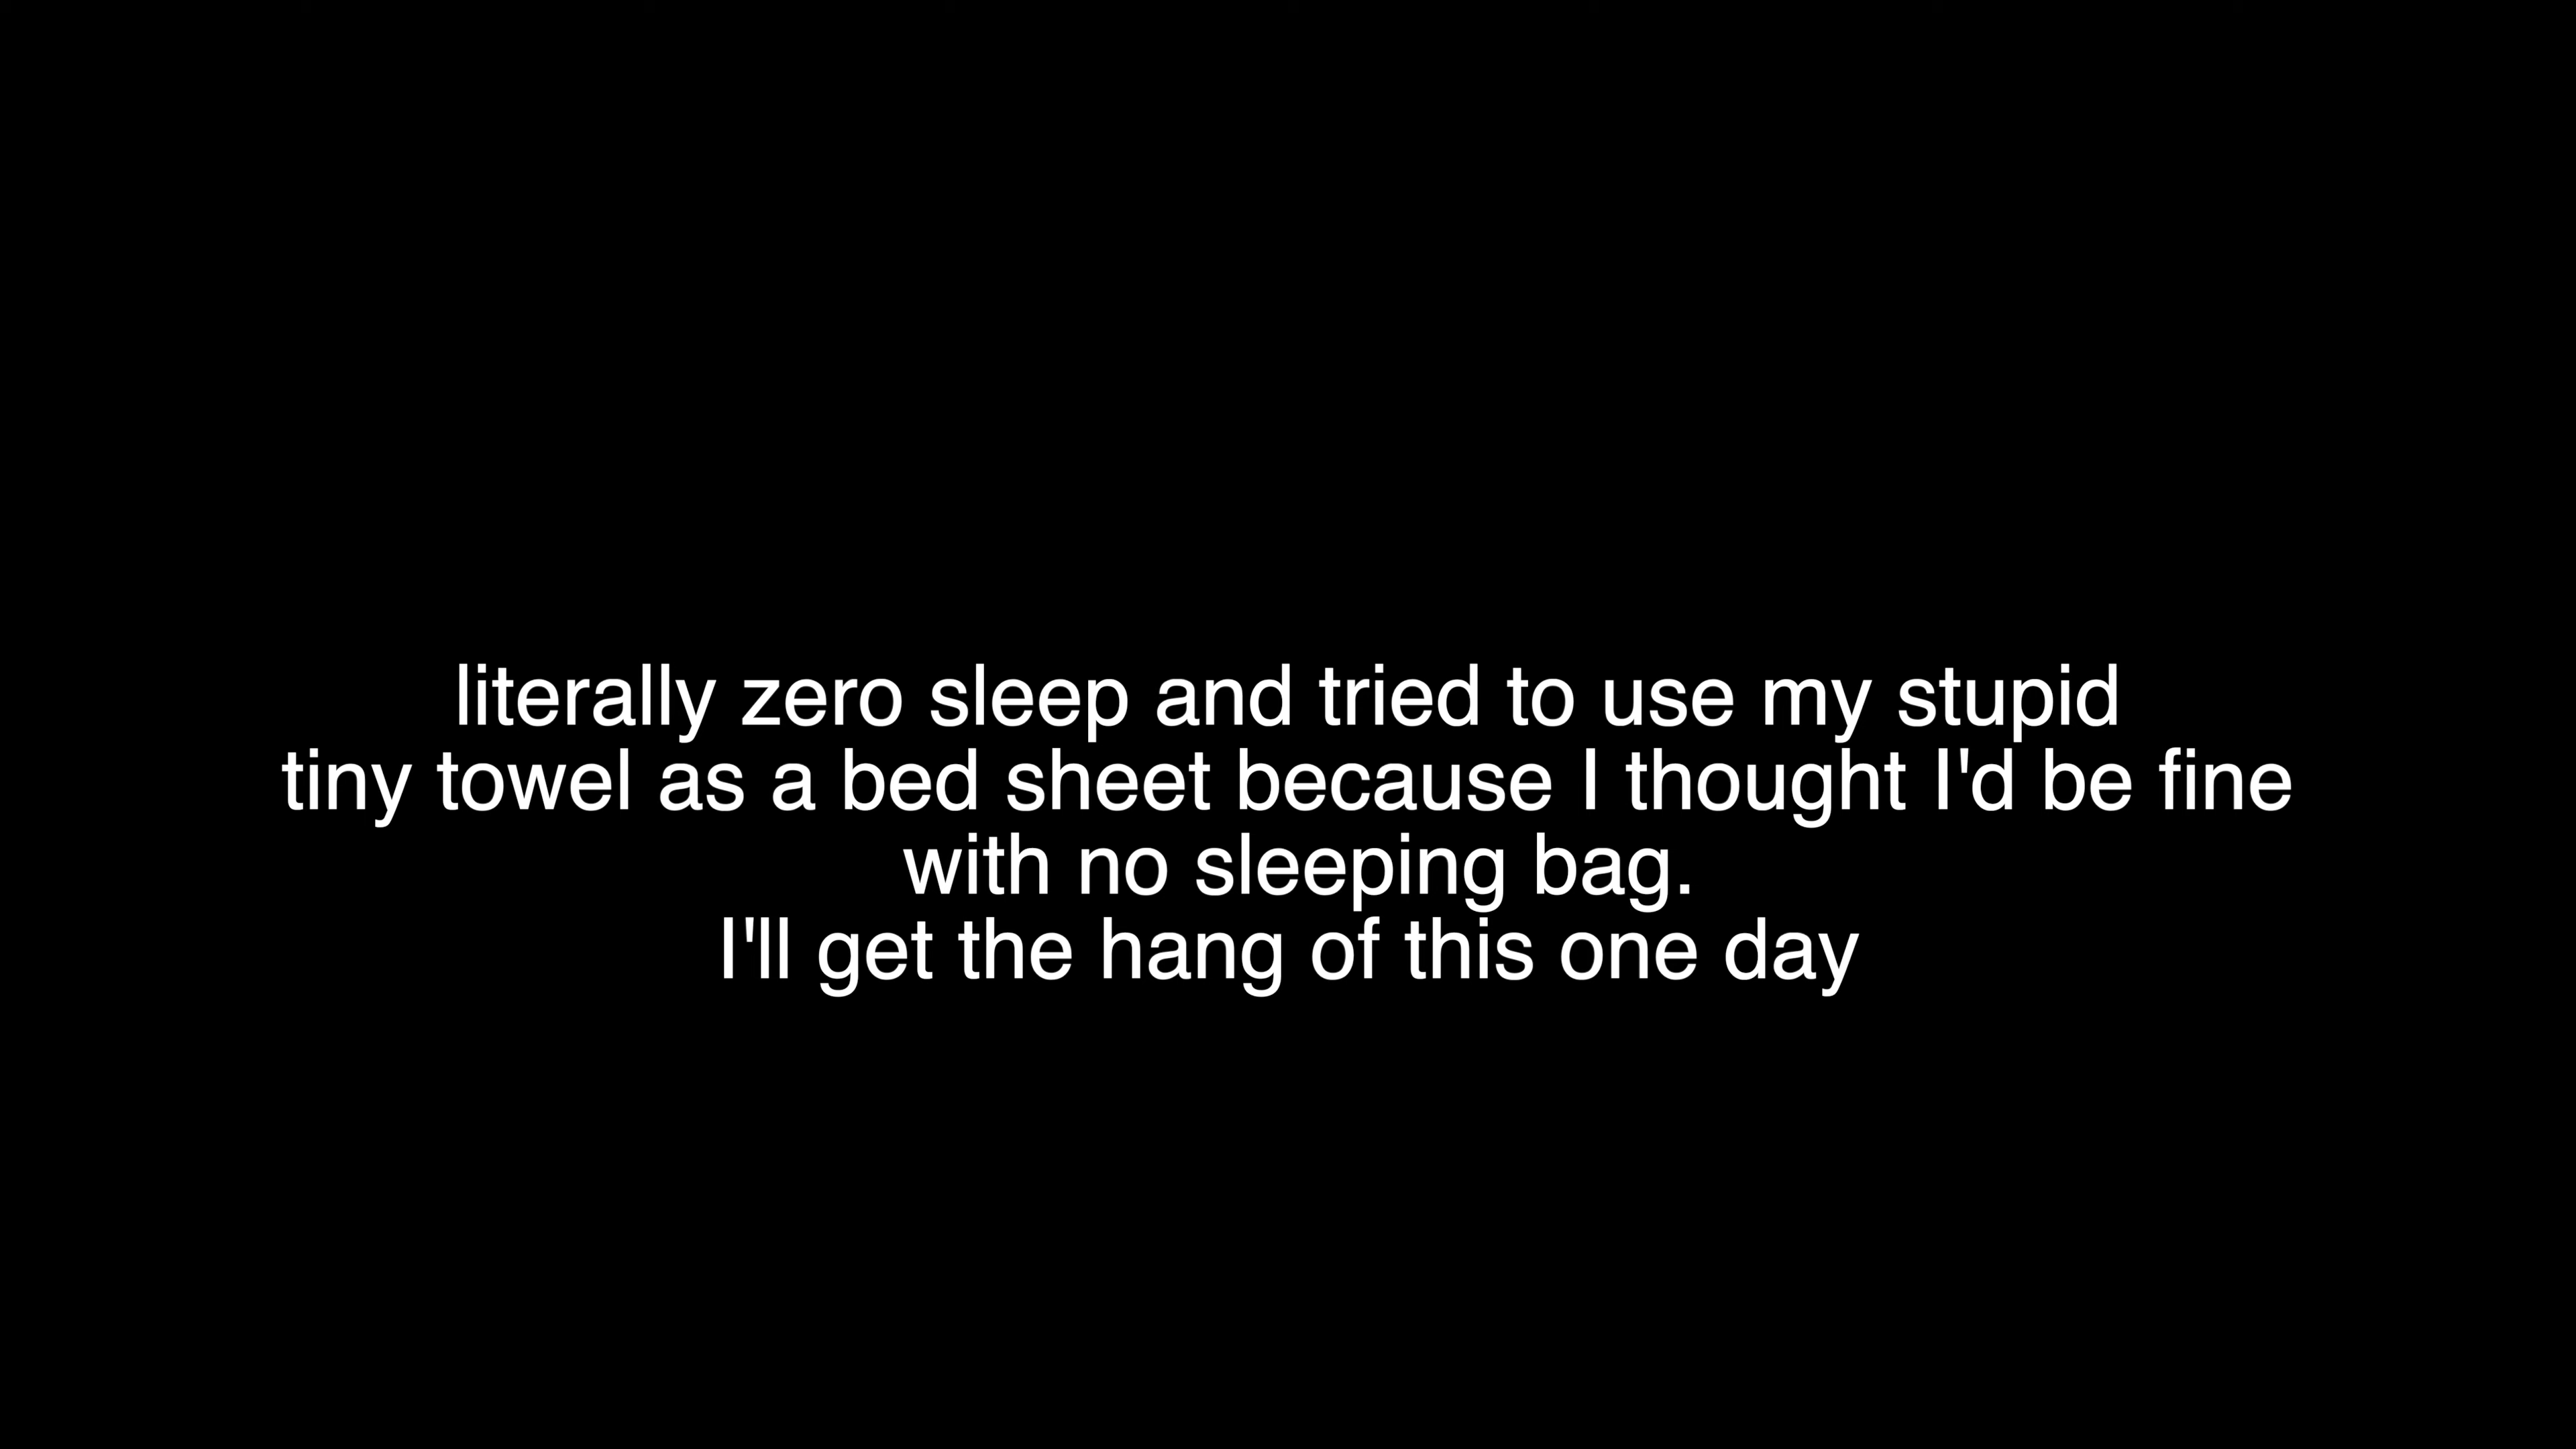 literally zero sleep and tried to use my stupid
tiny towel as a bed sheet because I thought I'd be fine
with no sleeping bag.
I'll get the hang of this one day